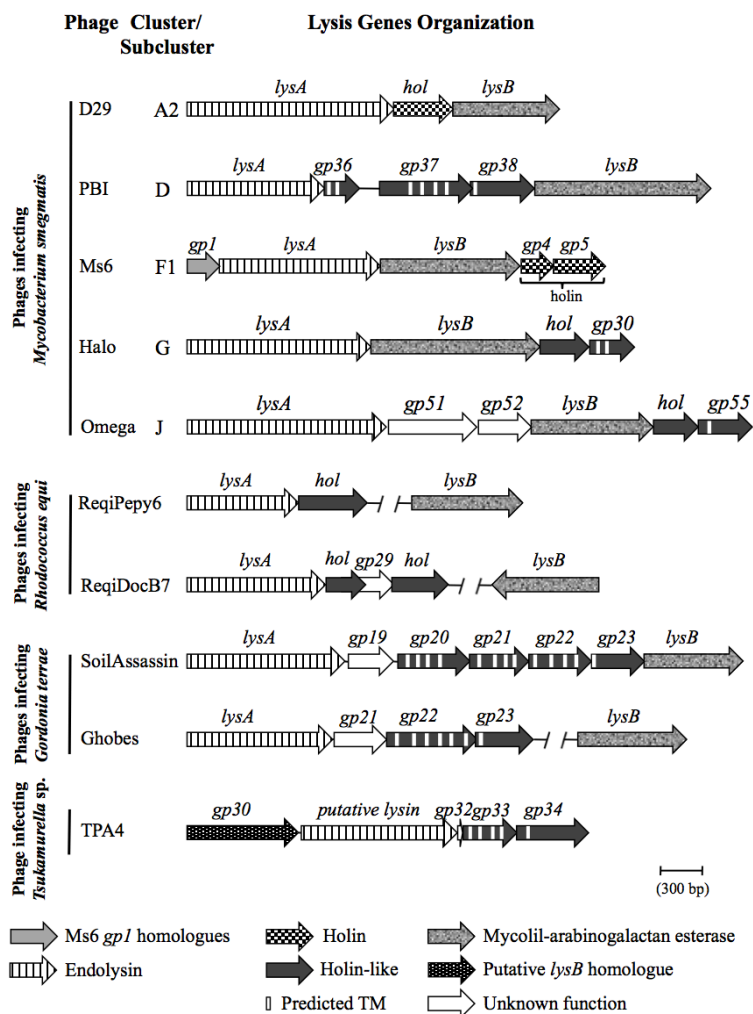 Phage Cluster/ Lysis Genes Organization
Subcluster
Phages infecting
Mycobacterium smegmatis
lysA hol lysB
D29 A2
lysA gp36 gp37 gp38 lysB
PBI D
gp1 lysA lysB gp4 gp5
Ms6 F1
holin
lysA lysB hol gp30
Halo G
lysA gp51 gp52 lysB hol gp55
Omega J
Phages infecting
Rhodococcus equi
lysA hol lysB
ReqiPepy6
lysA hol gp29 hol lysB
ReqiDocB7
Phages infecting
Gordonia terrae
lysA gp19 gp20 gp21 gp22 gp23 lysB
SoilAssassin
lysA gp21 gp22 gp23 lysB
Ghobes
Phage infecting
Tsukamurella sp.
gp30 putative lysin gp32 gp33 gp34
TPA4
(300 bp)
Ms6 gp1 homologues Holin Mycolil-arabinogalactan esterase
Endolysin Holin-like Putative lysB homologue
Predicted TM Unknown function